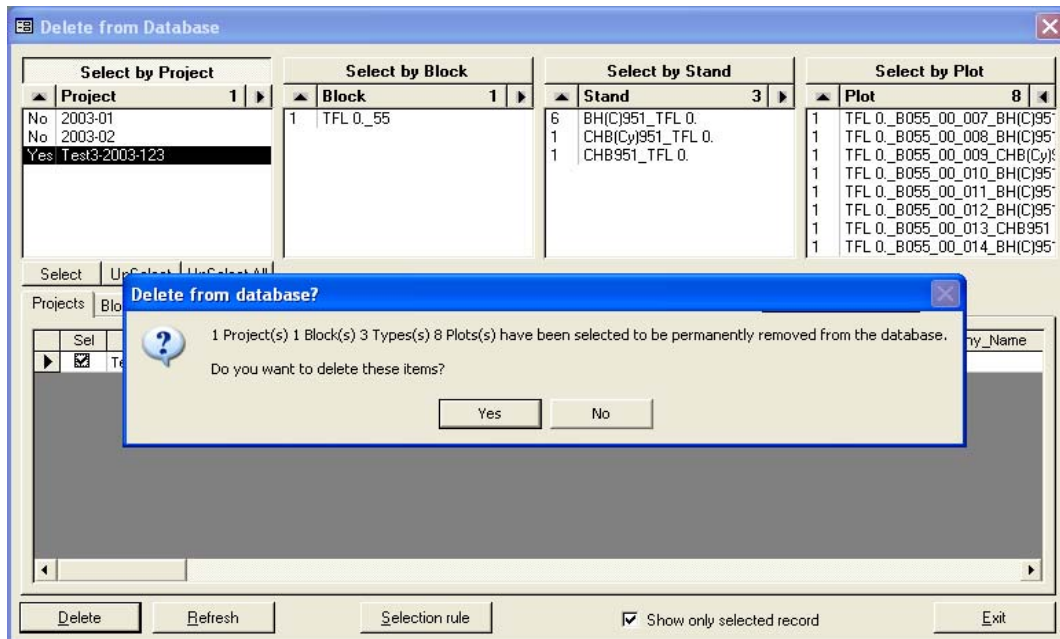 Delete from Database
Select by Project
Project 1
No 2003-01
No 2003-02
Yes Test3-2003-123
Select by Block
Block 1
1 TFL 0._55
Select by Stand
Stand 3
6 BH(C)951_TFL 0.
1 CHB(Cy)951_TFL 0.
1 CHB951_TFL 0.
Select by Plot
Plot 8
1 TFL 0._B055_00_007_BH(C)95
1 TFL 0._B055_00_008_BH(C)95
1 TFL 0._B055_00_009_CHB(Cy)
1 TFL 0._B055_00_010_BH(C)95
1 TFL 0._B055_00_011_BH(C)95
1 TFL 0._B055_00_012_BH(C)95
1 TFL 0._B055_00_013_CHB951
1 TFL 0._B055_00_014_BH(C)95
Select UnSelect UnSelect All
Projects Blo
Delete from database?
Sel
Te
ny_Name
1 Project(s) 1 Block(s) 3 Types(s) 8 Plots(s) have been selected to be permanently removed from the database.
Do you want to delete these items?
Yes No
Delete Refresh Selection rule Show only selected record Exit